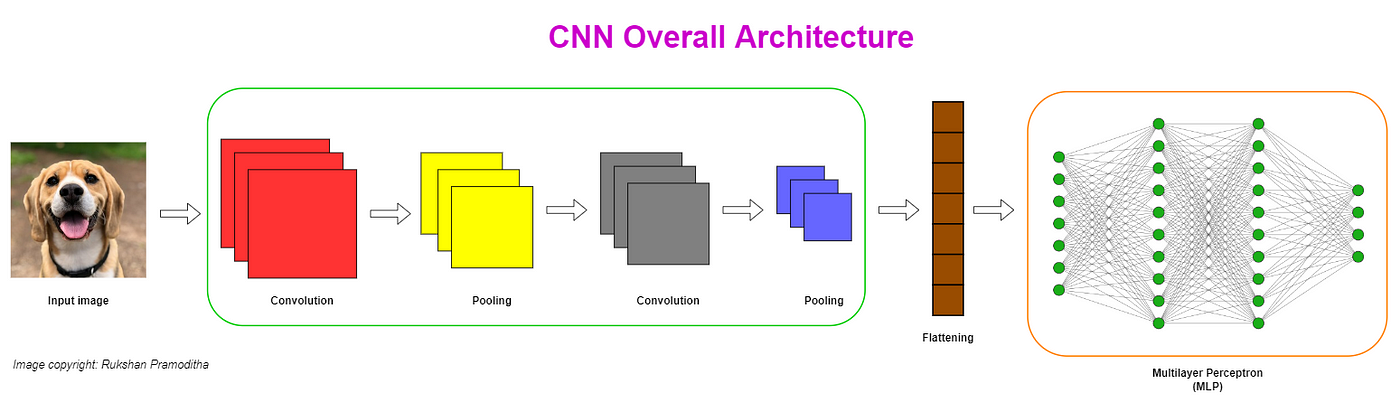 CNN Overall Architecture
Input image
Convolution
Pooling
Convolution
Pooling
Flattening
Multilayer Perceptron
(MLP)
Image copyright: Rukshan Pramoditha